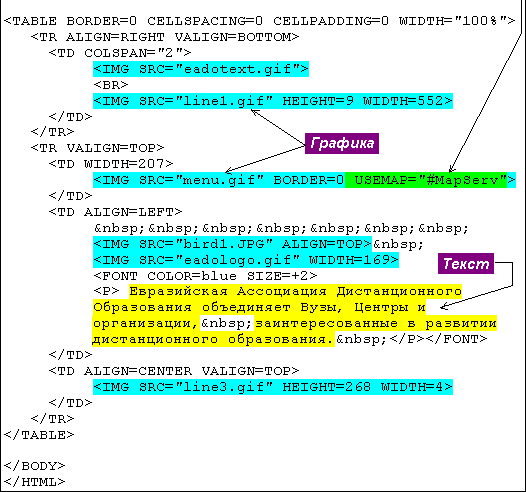 <TABLE BORDER=0 CELLSPACING=0 CELLPADDING=0 WIDTH="100%">
<TR ALIGN=RIGHT VALIGN=BOTTOM>
<TD COLSPAN="2">
<IMG SRC="eadotext.gif">
<BR>
<IMG SRC="line1.gif" HEIGHT=9 WIDTH=552>
</TD>
</TR>
Графика
<TR VALIGN=TOP>
<TD WIDTH=207>
<IMG SRC="menu.gif" BORDER=0 USEMAP="#MapServ">
</TD>
<TD ALIGN=LEFT>
&nbsp;&nbsp;&nbsp;&nbsp;&nbsp;&nbsp;&nbsp;
<IMG SRC="bird1.JPG" ALIGN=TOP>&nbsp;
<IMG SRC="eadologo.gif" WIDTH=169>
Текст
<FONT COLOR=blue SIZE=+2>
<P> Евразийская Ассоциация Дистанционного
Образования объединяет Вузы, Центры и
организации,&nbsp;заинтересованные в развитии
дистанционного образования.&nbsp;</P></FONT>
</TD>
<TD ALIGN=CENTER VALIGN=TOP>
<IMG SRC="line3.gif" HEIGHT=268 WIDTH=4>
</TD>
</TR>
</TABLE>
</BODY>
</HTML>